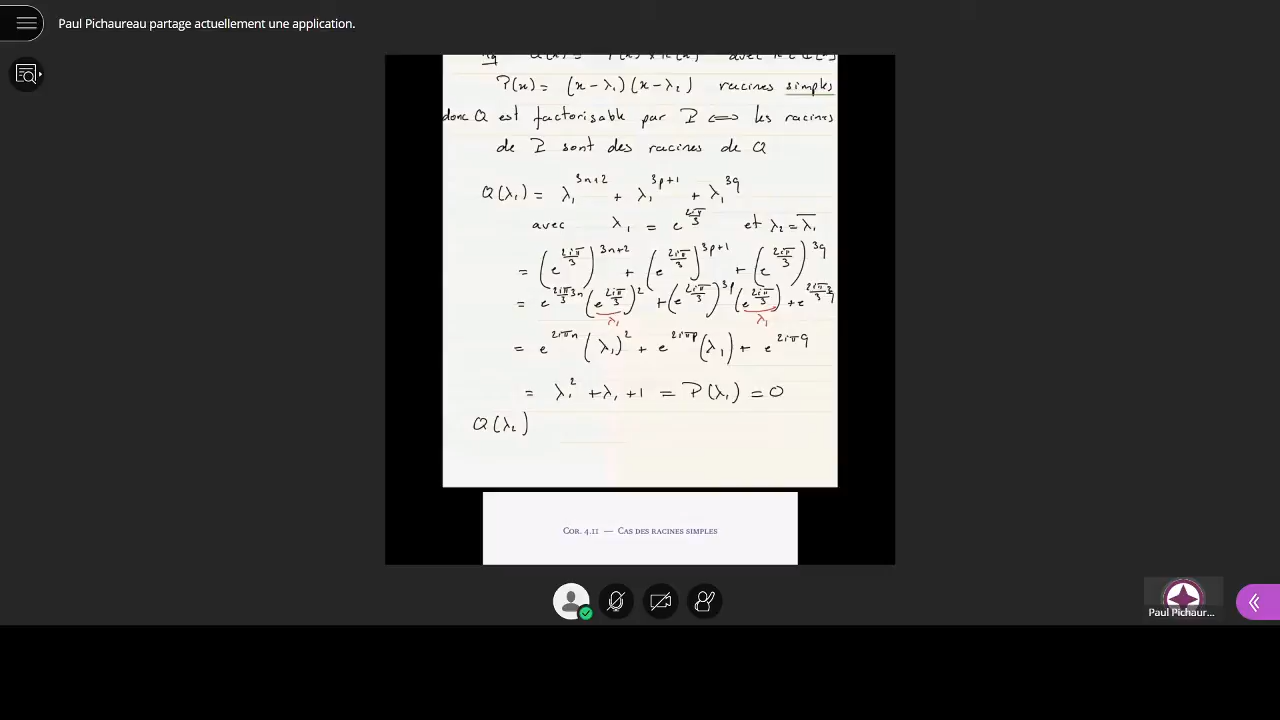 Paul Pichaureau partage actuellement une application.
P(x) = (x - λ₁)(x - λ₂) racines simples
donc Q est factorisable par P ⟺ les racines
de P sont des racines de Q
Q(λ₁) = λ₁^{3n+2} + λ₁^{3p+1} + λ₁^{3q}
avec λ₁ = e^{2iπ/3} et λ₂ = \overline{λ₁}
= (e^{2iπ/3})^{3n+2} + (e^{2iπ/3})^{3p+1} + (e^{2iπ/3})^{3q}
= e^{2iπ/3 3n} (e^{2iπ/3})² + (e^{2iπ/3})^{3p} (e^{2iπ/3}) + e^{2iπ/3 3q}
λ₁ λ₁
= e^{2iπn} (λ₁)² + e^{2iπp} (λ₁) + e^{2iπq}
= λ₁² + λ₁ + 1 = P(λ₁) = 0
Q(λ₂)
Cor. 4.11 — Cas des racines simples
Paul Pichaur...